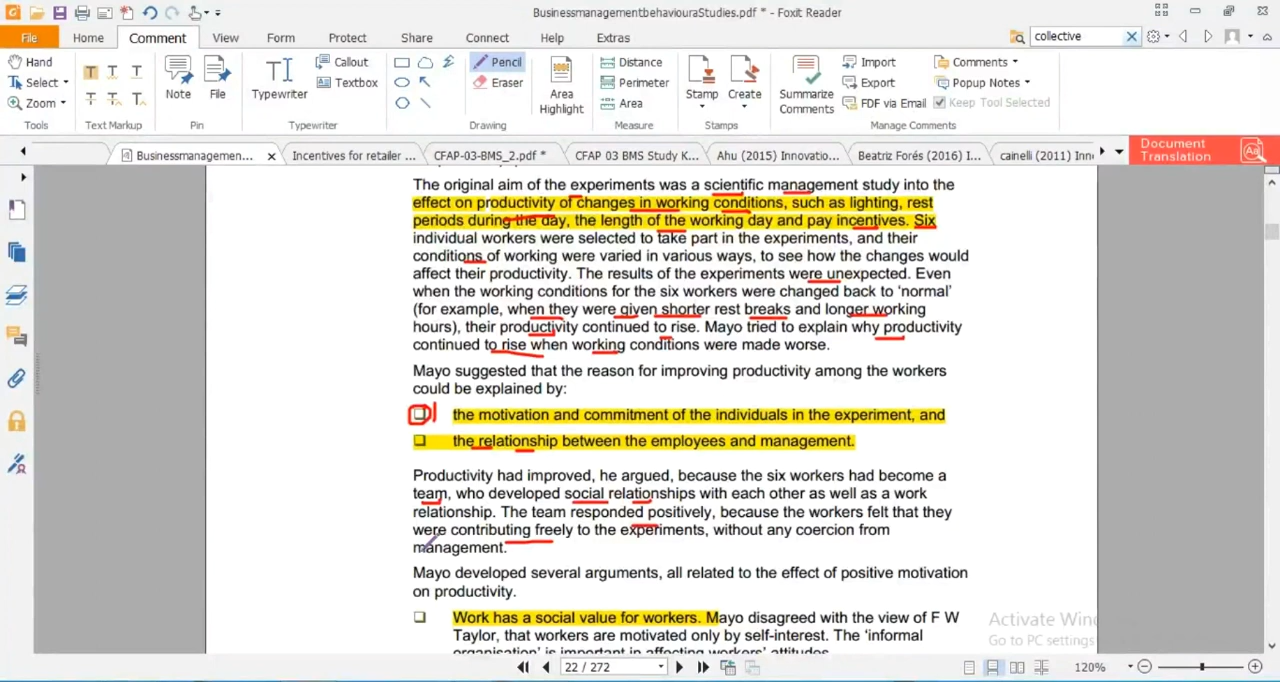 BusinessmanagementbehaviouraStudies.pdf * - Foxit Reader
File Home Comment View Form Protect Share Connect Help Extras collective
Hand
Select
Zoom
Tools
Text Markup
Note
File
Pin
Typewriter
Callout
Textbox
Typewriter
Pencil
Eraser
Drawing
Area
Highlight
Distance
Perimeter
Area
Measure
Stamp
Create
Stamps
Summarize
Comments
Import
Export
FDF via Email
Comments
Popup Notes
Keep Tool Selected
Manage Comments
Businessmanagemen... Incentives for retailer ... CFAP-03-BMS_2.pdf * CFAP 03 BMS Study K... Ahu (2015) Innovatio... Beatriz Forés (2016) I... cainelli (2011) Inn
Document
Translation
The original aim of the experiments was a scientific management study into the
effect on productivity of changes in working conditions, such as lighting, rest
periods during the day, the length of the working day and pay incentives. Six
individual workers were selected to take part in the experiments, and their
conditions of working were varied in various ways, to see how the changes would
affect their productivity. The results of the experiments were unexpected. Even
when the working conditions for the six workers were changed back to ‘normal’
(for example, when they were given shorter rest breaks and longer working
hours), their productivity continued to rise. Mayo tried to explain why productivity
continued to rise when working conditions were made worse.
Mayo suggested that the reason for improving productivity among the workers
could be explained by:
the motivation and commitment of the individuals in the experiment, and
the relationship between the employees and management.
Productivity had improved, he argued, because the six workers had become a
team, who developed social relationships with each other as well as a work
relationship. The team responded positively, because the workers felt that they
were contributing freely to the experiments, without any coercion from
management.
Mayo developed several arguments, all related to the effect of positive motivation
on productivity.
Work has a social value for workers. Mayo disagreed with the view of F W
Taylor, that workers are motivated only by self-interest. The ‘informal
organisation’ is important in affecting workers’ attitudes.
Activate Win
Go to PC settings
22 / 272
120%